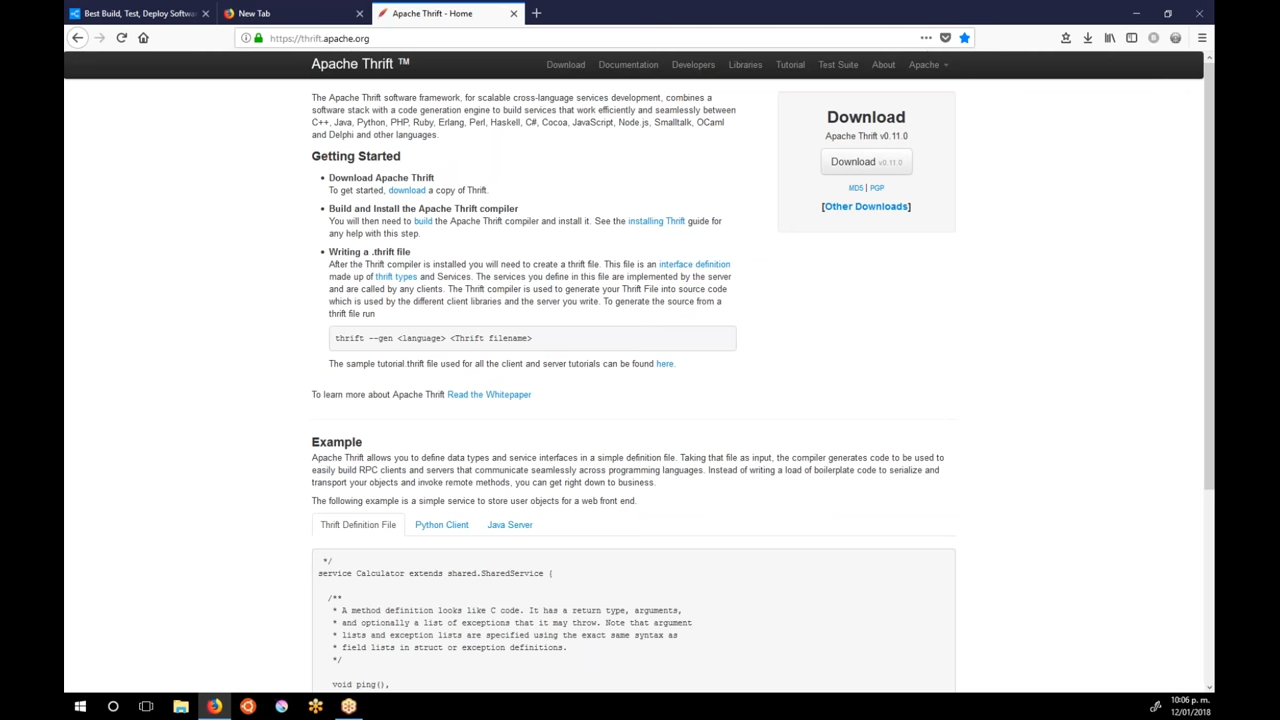 Best Build, Test, Deploy Softwa
New Tab
Apache Thrift - Home
https://thrift.apache.org
Apache Thrift ™
Download Documentation Developers Libraries Tutorial Test Suite About Apache
The Apache Thrift software framework, for scalable cross-language services development, combines a
software stack with a code generation engine to build services that work efficiently and seamlessly between
C++, Java, Python, PHP, Ruby, Erlang, Perl, Haskell, C#, Cocoa, JavaScript, Node.js, Smalltalk, OCaml
and Delphi and other languages.
Getting Started
• Download Apache Thrift
To get started, download a copy of Thrift.
• Build and Install the Apache Thrift compiler
You will then need to build the Apache Thrift compiler and install it. See the installing Thrift guide for
any help with this step.
• Writing a .thrift file
After the Thrift compiler is installed you will need to create a thrift file. This file is an interface definition
made up of thrift types and Services. The services you define in this file are implemented by the server
and are called by any clients. The Thrift compiler is used to generate your Thrift File into source code
which is used by the different client libraries and the server you write. To generate the source from a
thrift file run
thrift --gen <language> <Thrift filename>
The sample tutorial.thrift file used for all the client and server tutorials can be found here.
To learn more about Apache Thrift Read the Whitepaper
Download
Apache Thrift v0.11.0
Download v0.11.0
MD5 | PGP
[Other Downloads]
Example
Apache Thrift allows you to define data types and service interfaces in a simple definition file. Taking that file as input, the compiler generates code to be used to
easily build RPC clients and servers that communicate seamlessly across programming languages. Instead of writing a load of boilerplate code to serialize and
transport your objects and invoke remote methods, you can get right down to business.
The following example is a simple service to store user objects for a web front end.
Thrift Definition File Python Client Java Server
*/
service Calculator extends shared.SharedService {
/**
* A method definition looks like C code. It has a return type, arguments,
* and optionally a list of exceptions that it may throw. Note that argument
* lists and exception lists are specified using the exact same syntax as
* field lists in struct or exception definitions.
*/
void ping(),
10:06 p. m.
12/01/2018